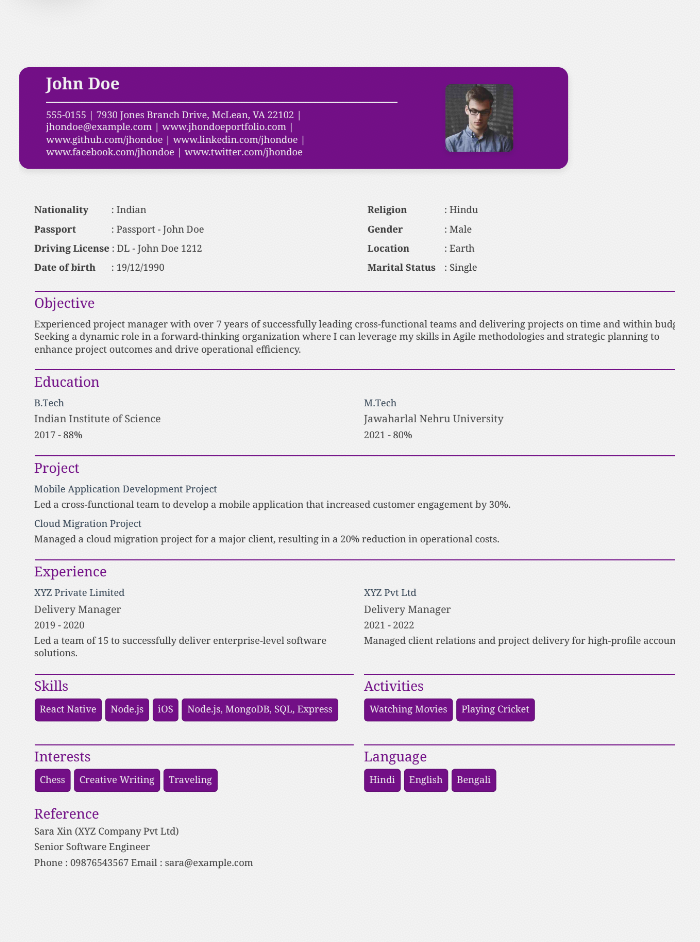 John Doe
555-0155 | 7930 Jones Branch Drive, McLean, VA 22102 |
jhondoe@example.com | www.jhondoeportfolio.com |
www.github.com/jhondoe | www.linkedin.com/jhondoe |
www.facebook.com/jhondoe | www.twitter.com/jhondoe
Nationality : Indian
Religion : Hindu
Passport : Passport - John Doe
Gender : Male
Driving License : DL - John Doe 1212
Location : Earth
Date of birth : 19/12/1990
Marital Status : Single
Objective
Experienced project manager with over 7 years of successfully leading cross-functional teams and delivering projects on time and within
Seeking a dynamic role in a forward-thinking organization where I can leverage my skills in Agile methodologies and strategic planning to
enhance project outcomes and drive operational efficiency.
Education
B.Tech
Indian Institute of Science
2017 - 88%
M.Tech
Jawaharlal Nehru University
2021 - 80%
Project
Mobile Application Development Project
Led a cross-functional team to develop a mobile application that increased customer engagement by 30%.
Cloud Migration Project
Managed a cloud migration project for a major client, resulting in a 20% reduction in operational costs.
Experience
XYZ Private Limited
Delivery Manager
2019 - 2020
Led a team of 15 to successfully deliver enterprise-level software
solutions.
XYZ Pvt Ltd
Delivery Manager
2021 - 2022
Managed client relations and project delivery for high-profile accoun
Skills
React Native Node.js iOS Node.js, MongoDB, SQL, Express
Activities
Watching Movies Playing Cricket
Interests
Chess Creative Writing Traveling
Language
Hindi English Bengali
Reference
Sara Xin (XYZ Company Pvt Ltd)
Senior Software Engineer
Phone : 09876543567 Email : sara@example.com